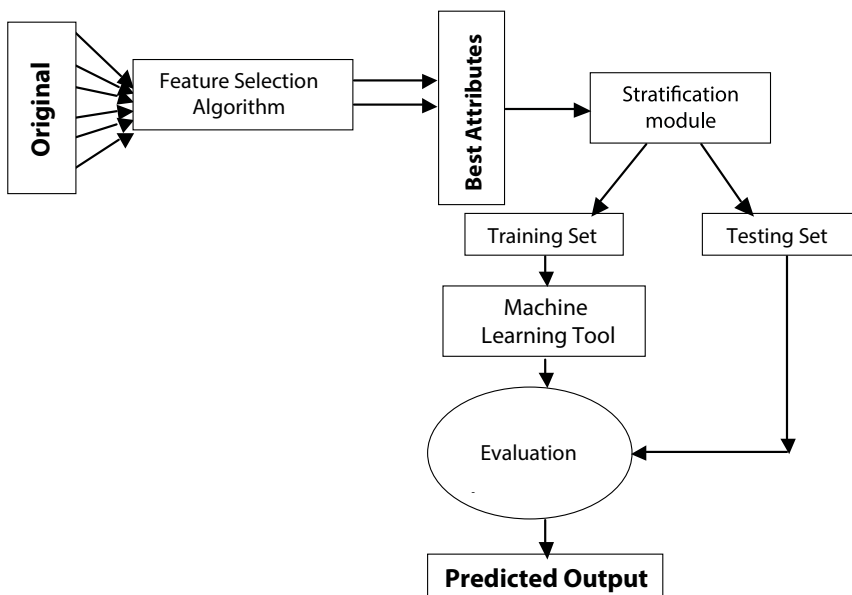 Original
Feature Selection
Algorithm
Best Attributes
Stratification
module
Training Set
Testing Set
Machine
Learning Tool
Evaluation
Predicted Output